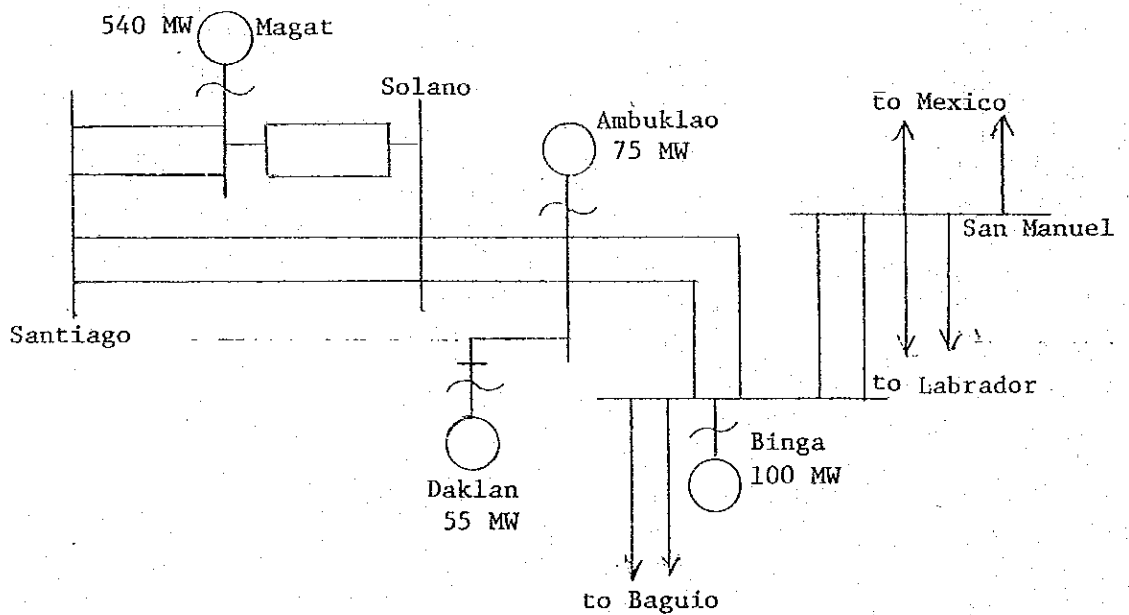 540 MW Magat
Solano
to Mexico
Ambuklao
75 MW
San Manuel
Santiago
to Labrador
Binga
100 MW
Daklan
55 MW
to Baguio